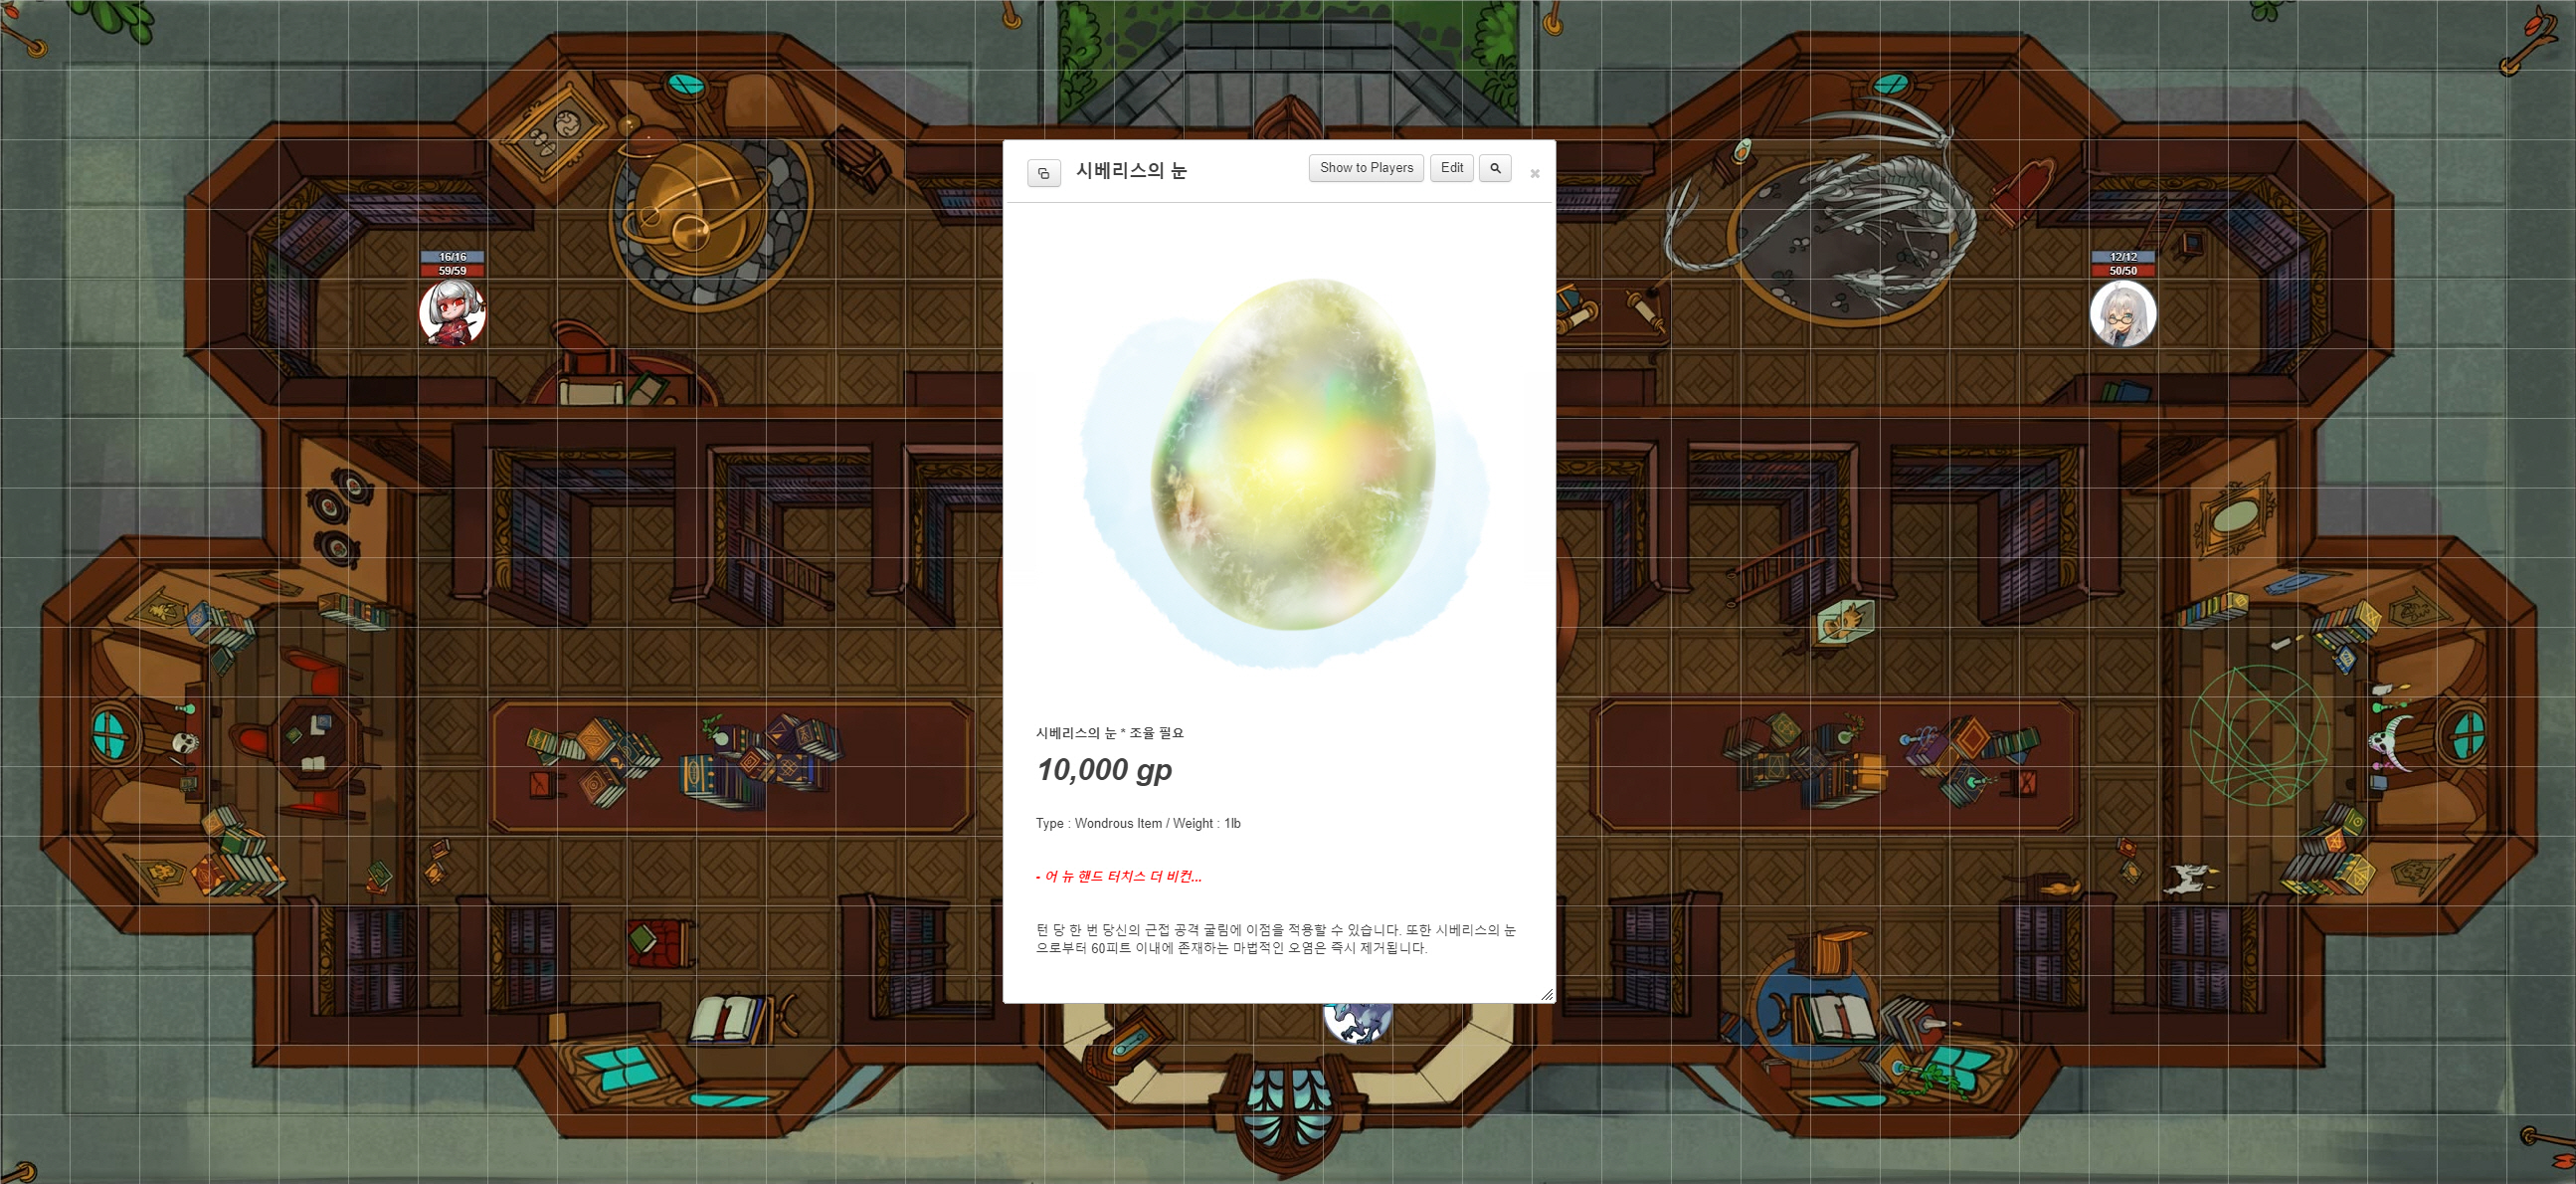 시베리스의 눈
Show to Players
Edit
16/16
59/59
12/12
50/50
시베리스의 눈 * 조율 필요
10,000 gp
Type : Wondrous Item / Weight : 1lb
- 어 뉴 핸드 터치스 더 비컨...
턴 당 한 번 당신의 근접 공격 굴림에 이점을 적용할 수 있습니다. 또한 시베리스의 눈
으로부터 60피트 이내에 존재하는 마법적인 오염은 즉시 제거됩니다.